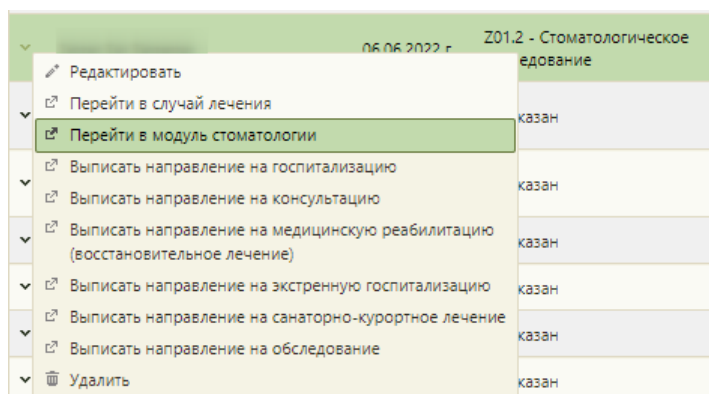 06.06.2022 г.
Z01.2 - Стоматологическое
едование
Редактировать
Перейти в случай лечения
казан
Перейти в модуль стоматологии
Выписать направление на госпитализацию
казан
Выписать направление на консультацию
Выписать направление на медицинскую реабилитацию
(восстановительное лечение)
казан
Выписать направление на экстренную госпитализацию
казан
Выписать направление на санаторно-курортное лечение
казан
Выписать направление на обследование
Удалить
казан